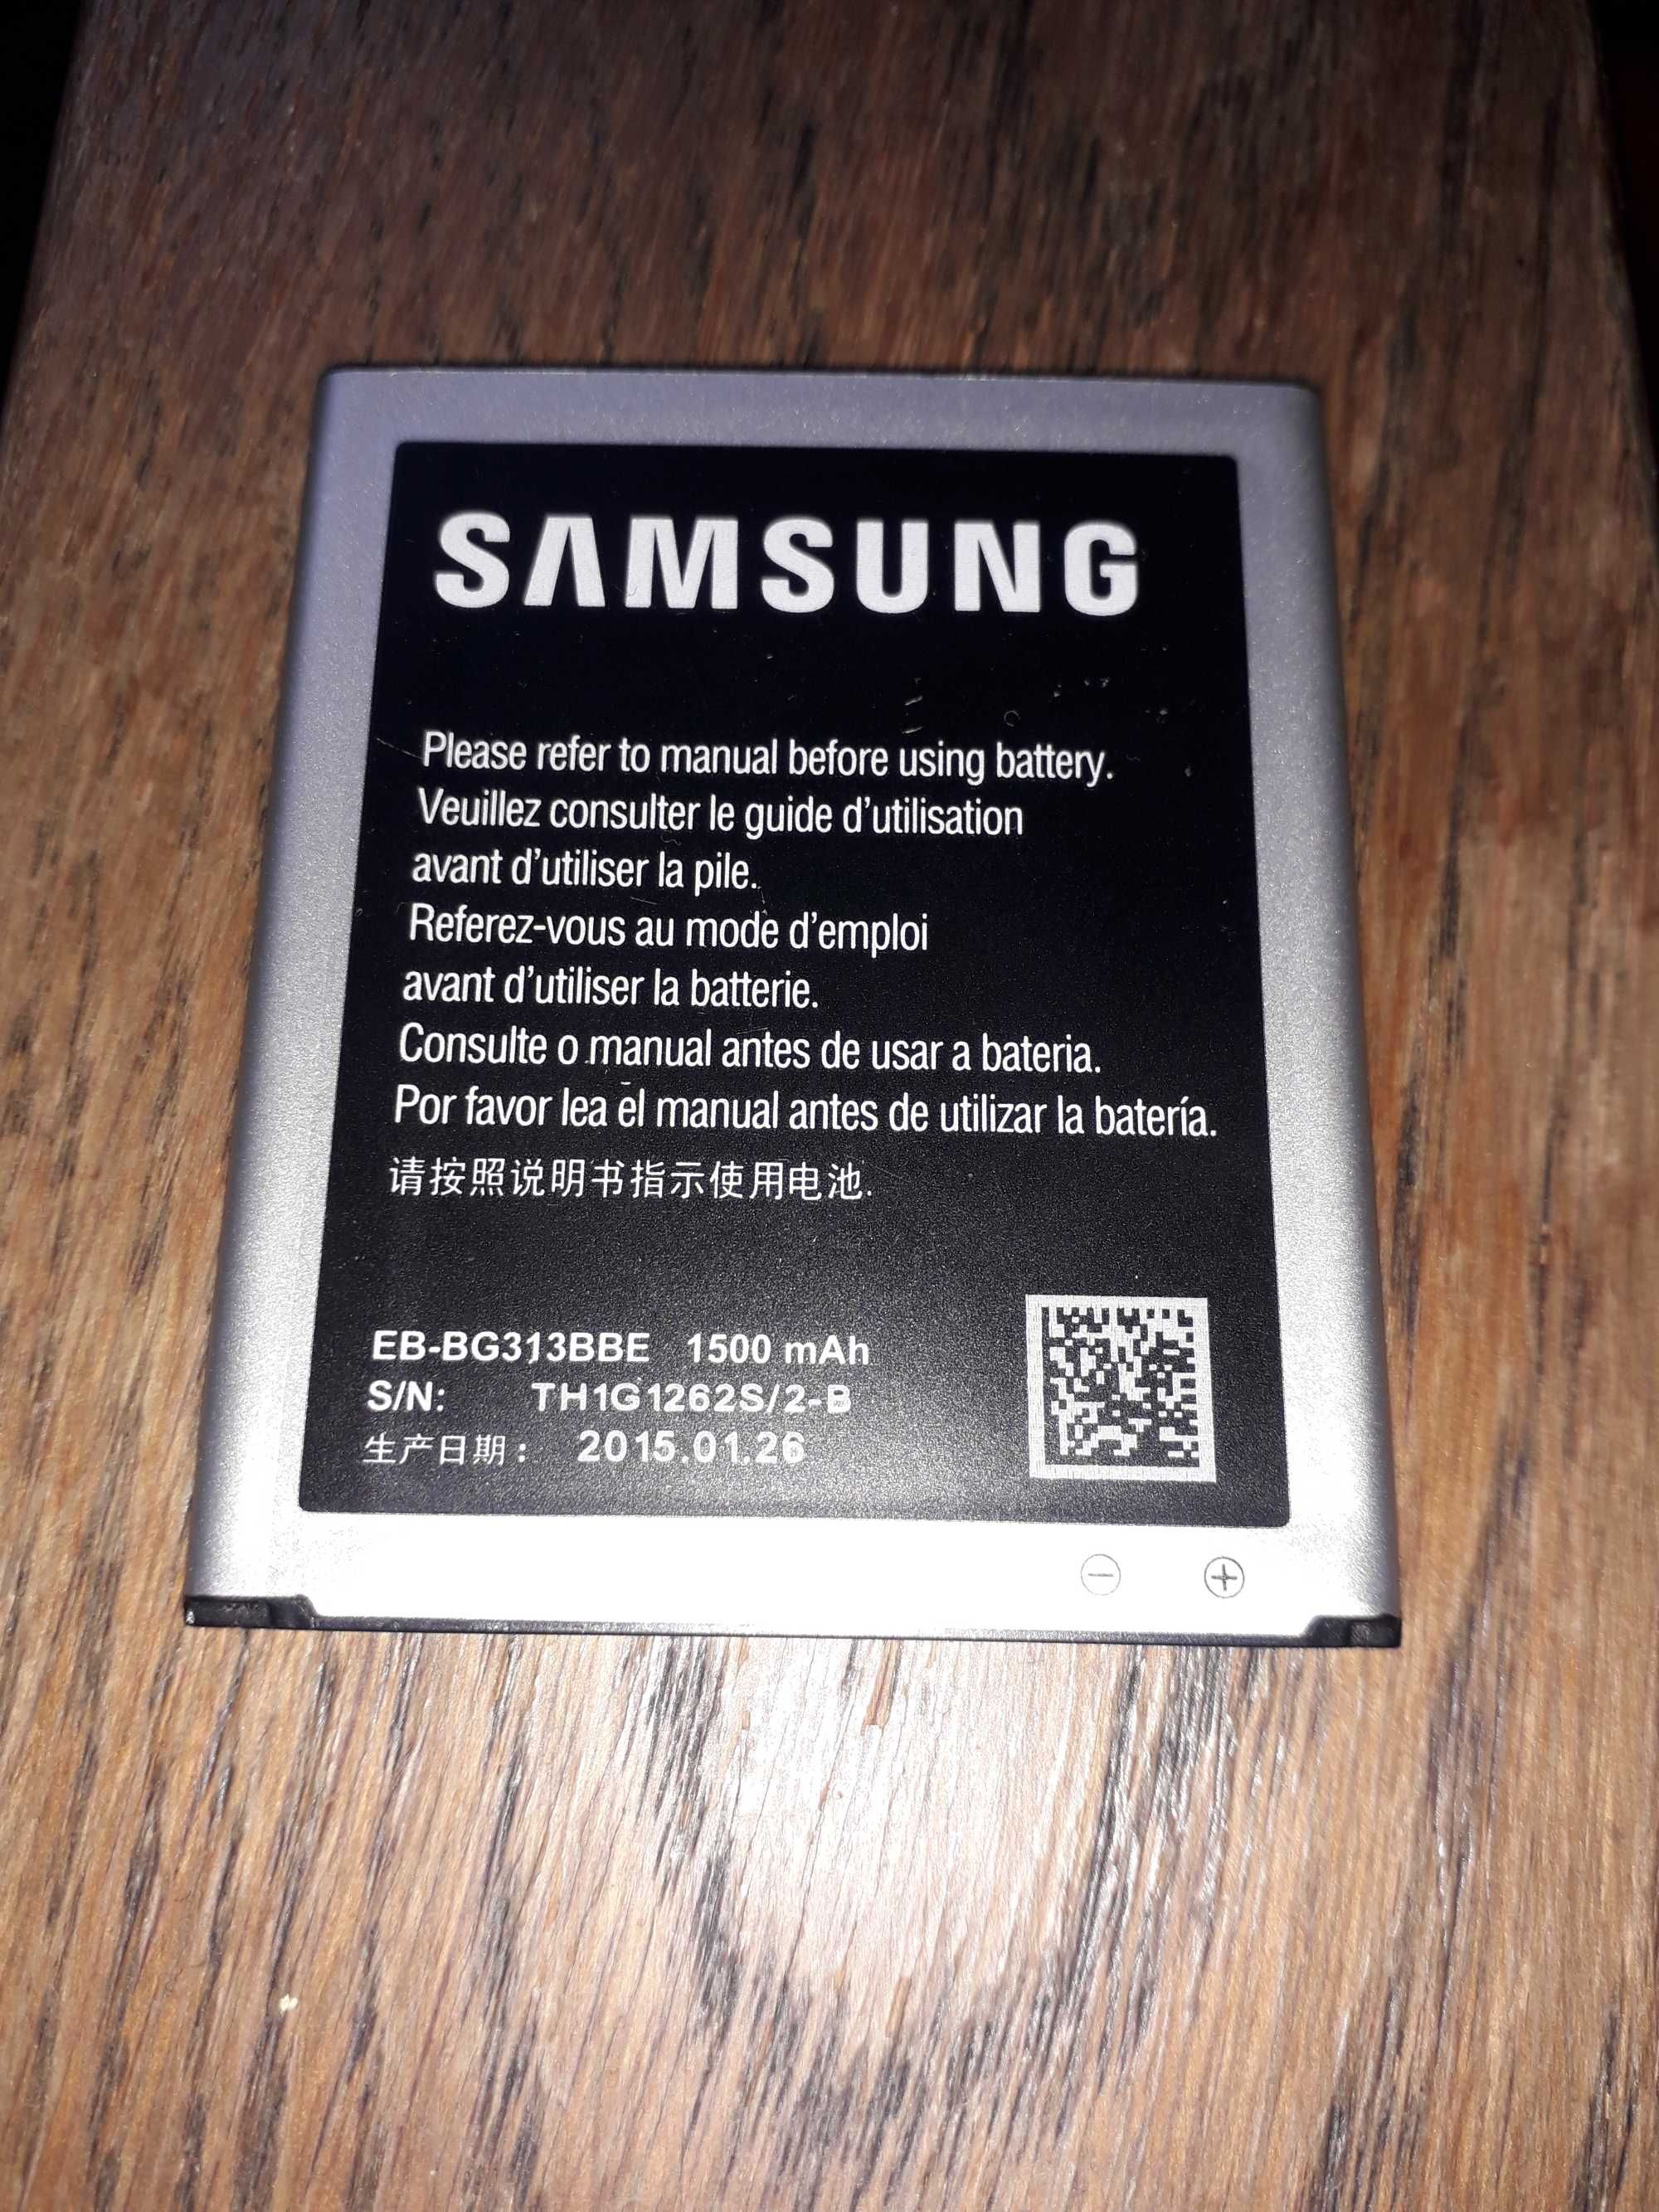 SAMSUNG
Please refer to manual before using battery.
Veuillez consulter le guide d'utilisation
avant d'utiliser la pile.
Referez-vous au mode d'emploi
avant d'utiliser la batterie.
Consulte o manual antes de usar a bateria.
Por favor lea el manual antes de utilizar la batería.
请按照说明书指示使用电池.
EB-BG313BBE 1500 mAh
S/N: TH1G1262S/2-B
生产日期: 2015.01.26
- +